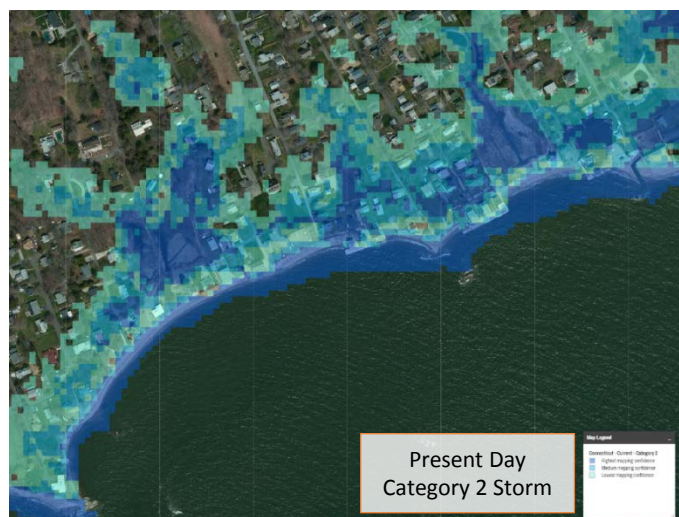 Present Day
Category 2 Storm
Map Legend
Connecticut - Current - Category 2
Highest mapping confidence
Medium mapping confidence
Lowest mapping confidence